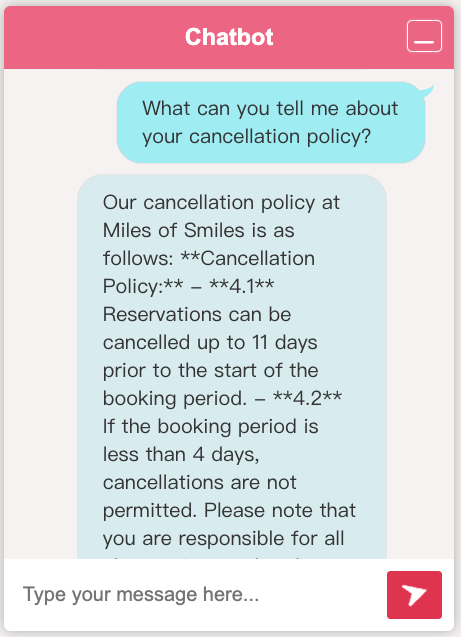 Chatbot
What can you tell me about
your cancellation policy?
Our cancellation policy at
Miles of Smiles is as
follows: **Cancellation
Policy:** – **4.1**
Reservations can be
cancelled up to 11 days
prior to the start of the
booking period. – **4.2**
If the booking period is
less than 4 days,
cancellations are not
permitted. Please note that
you are responsible for all
Type your message here...